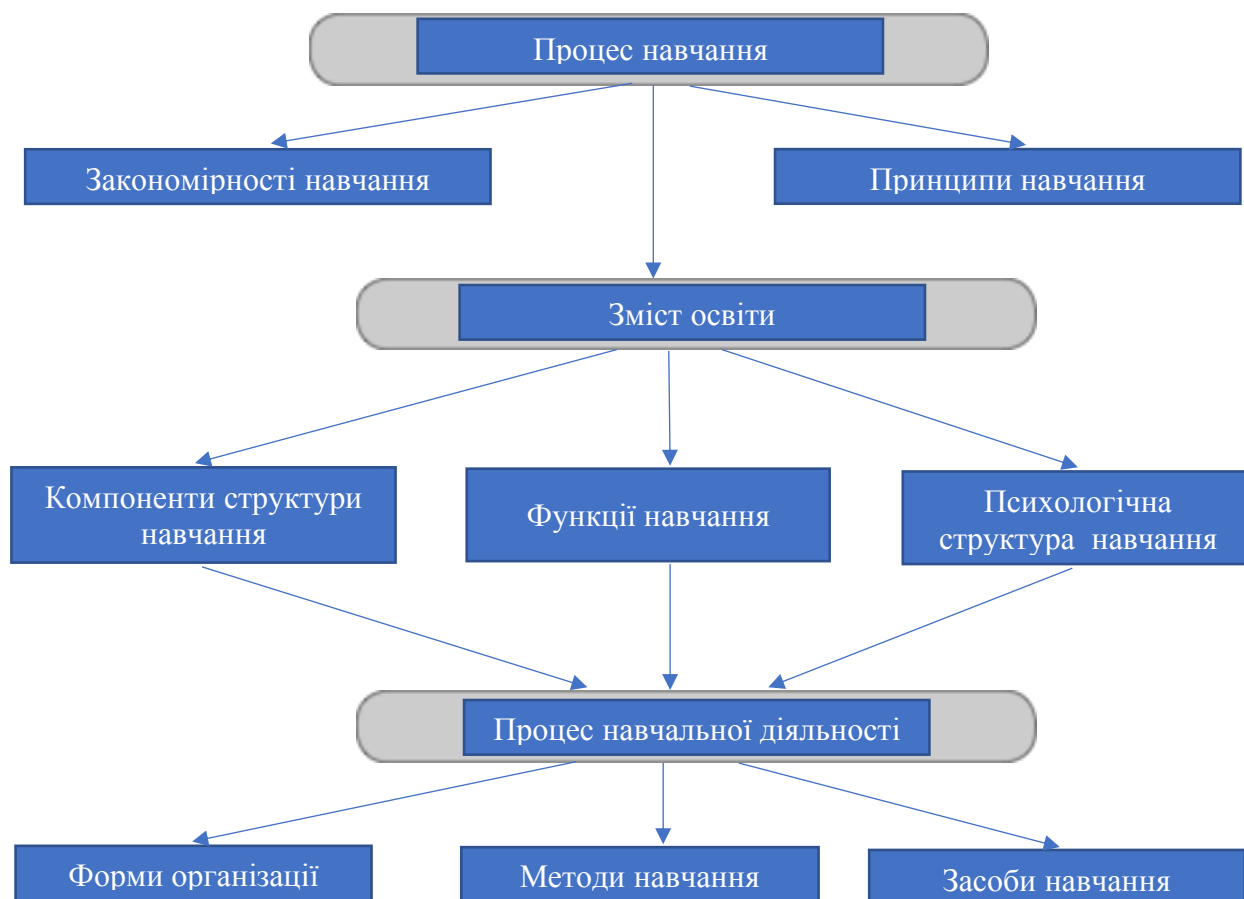 Процес навчання
Закономірності навчання
Принципи навчання
Зміст освіти
Компоненти структури
навчання
Функції навчання
Психологічна
структура навчання
Процес навчальної діяльності
Форми організації
Методи навчання
Засоби навчання